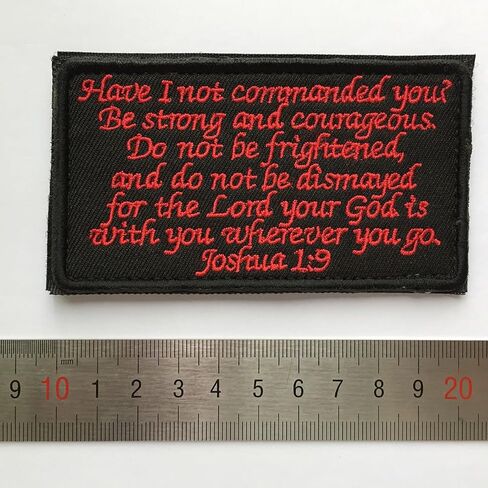 Have I not commanded you?
Be strong and courageous.
Do not be frightened,
and do not be dismayed
for the Lord your God is
with you wherever you go.
Joshua 1:9
mm
9 10 1 2 3 4 5 6 7 8 9 20